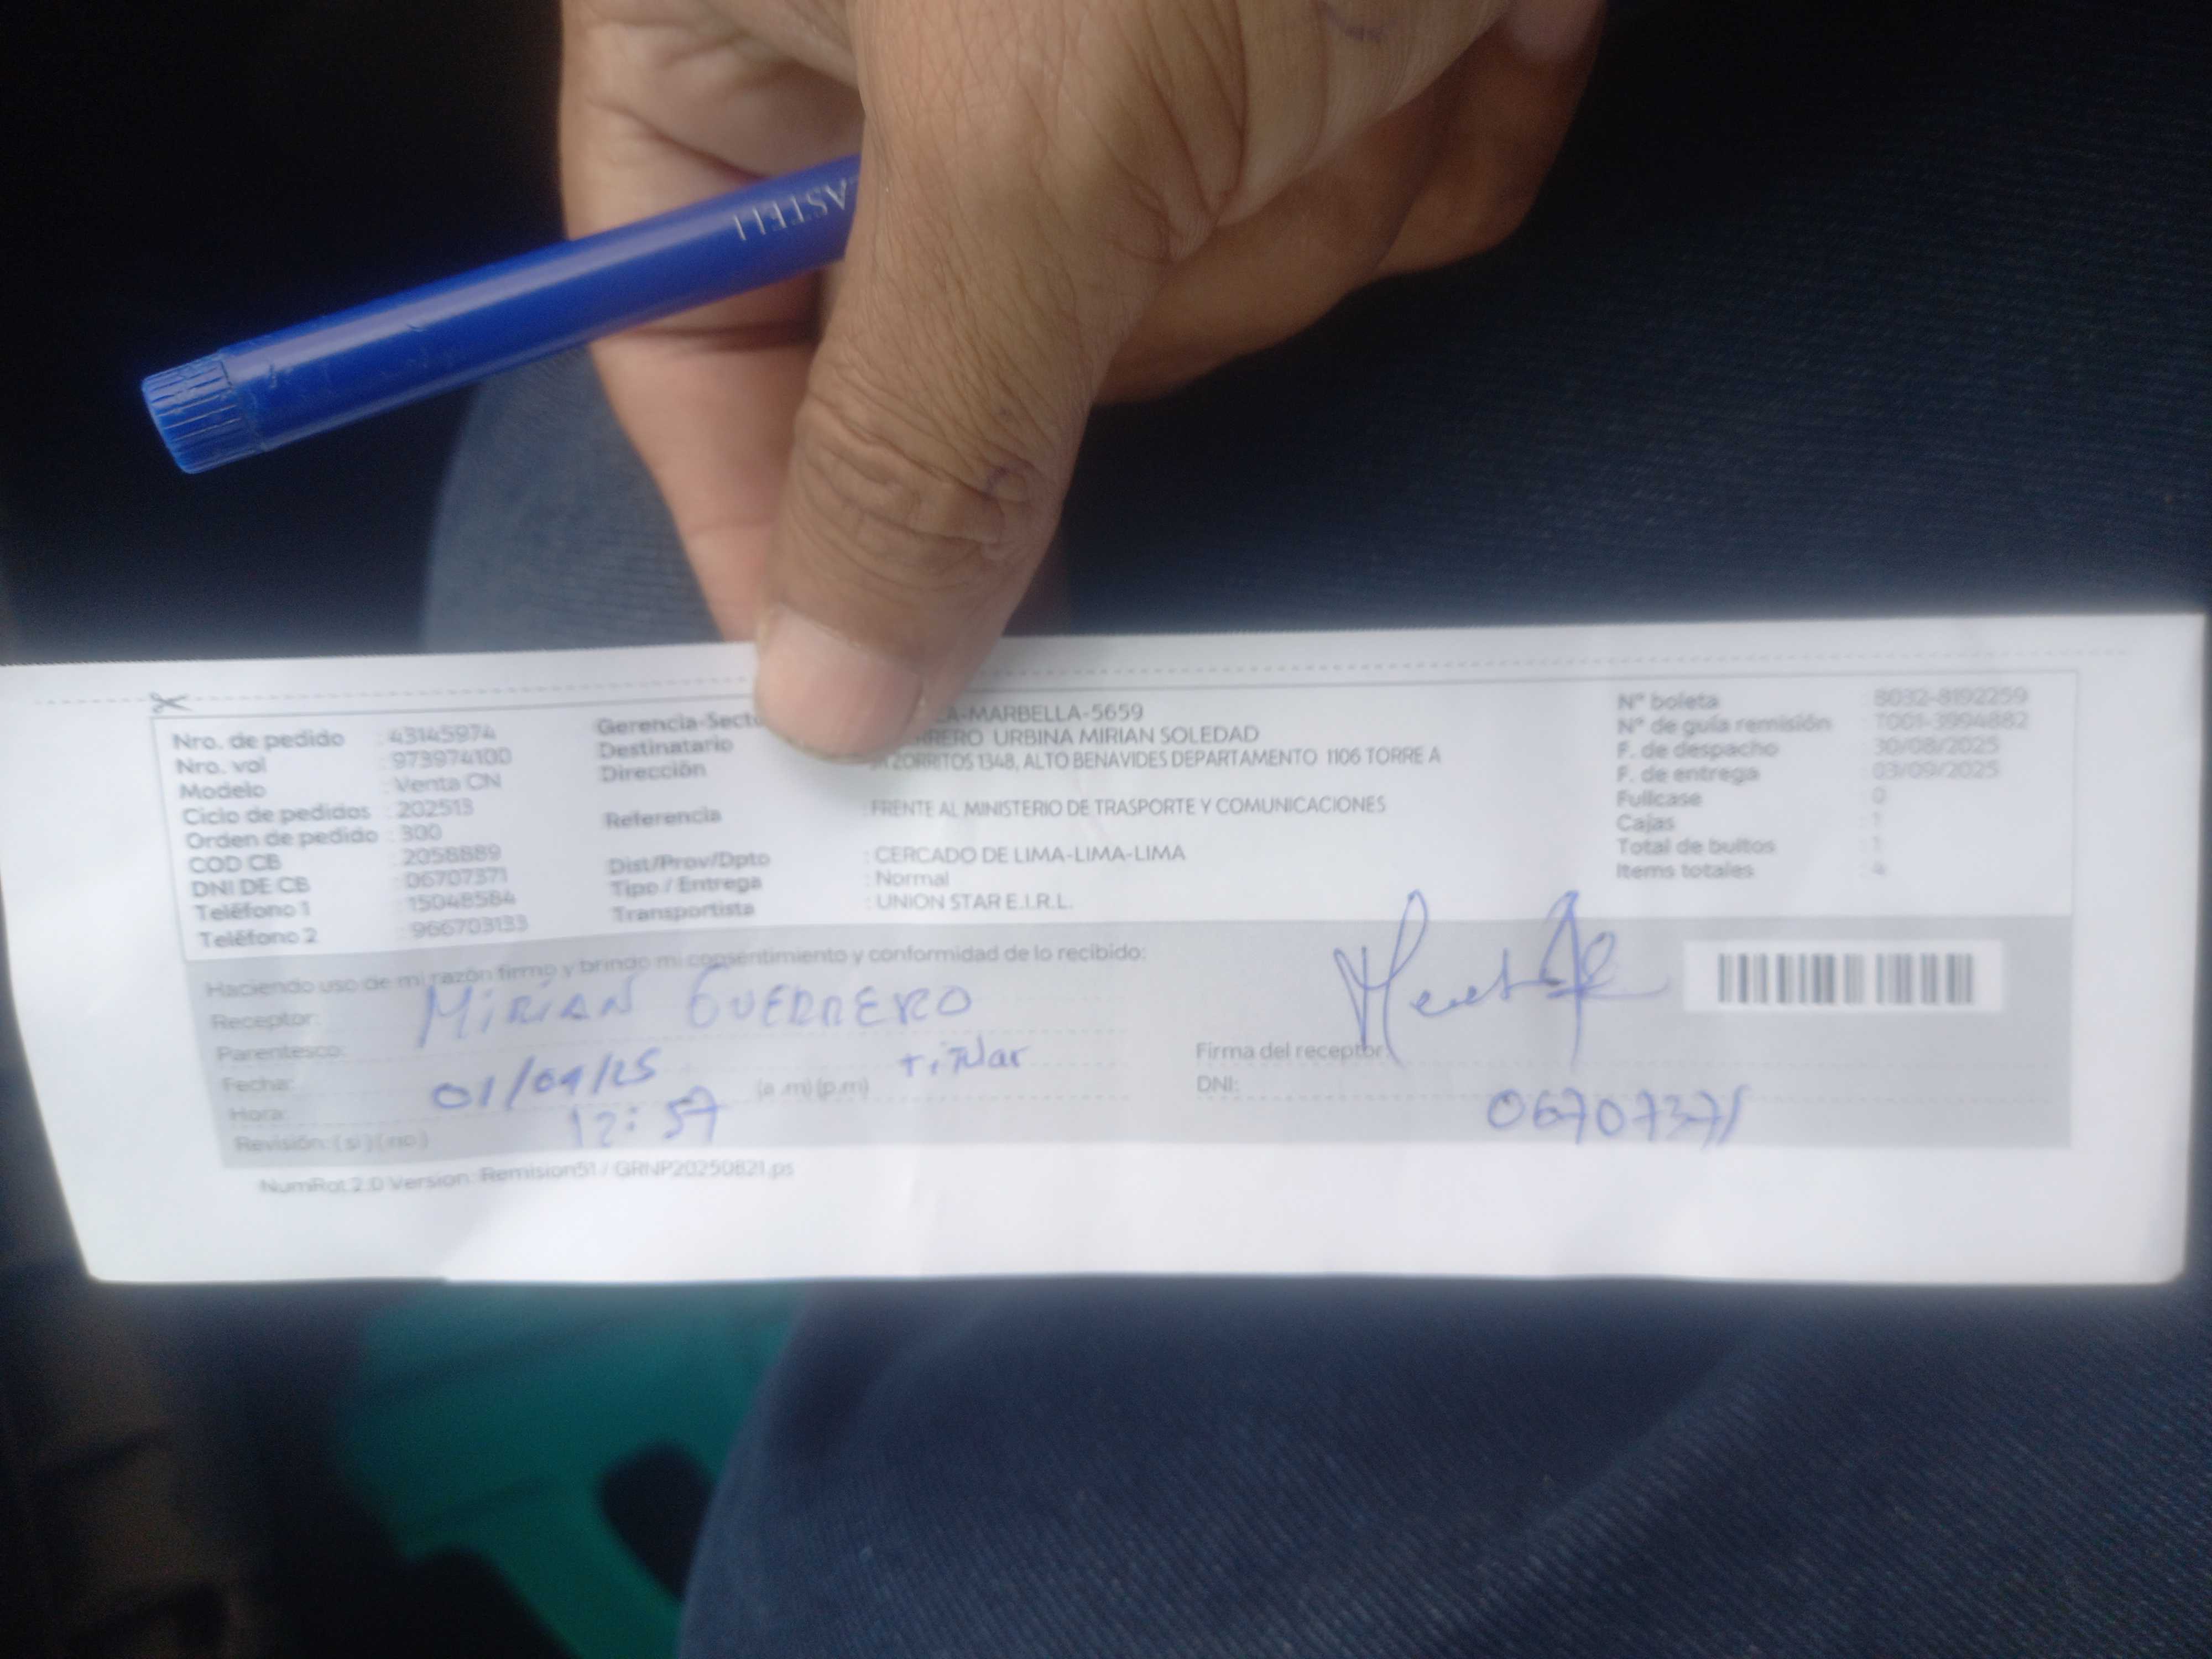 CASTELL
Nro. de pedido : 43145974
Nro. vol : 973974100
Modelo : Venta CN
Ciclo de pedidos : 202513
Orden de pedido : 300
COD CB : 2058889
DNI DE CB : 06707371
Teléfono 1 : 15048584
Teléfono 2 : 966703133
Gerencia-Secto LA-MARBELLA-5659
Destinatario RRERO URBINA MIRIAN SOLEDAD
Dirección ZORRITOS 1348, ALTO BENAVIDES DEPARTAMENTO 1106 TORRE A
Referencia : FRENTE AL MINISTERIO DE TRASPORTE Y COMUNICACIONES
Dist/Prov/Dpto : CERCADO DE LIMA-LIMA-LIMA
Tipo / Entrega : Normal
Transportista : UNION STAR E.I.R.L.
N° boleta : B032-8192259
N° de guía remisión : T001-3994882
F. de despacho : 30/08/2025
F. de entrega : 03/09/2025
Fullcase : 0
Cajas : 1
Total de bultos : 1
Items totales : 4
Haciendo uso de mi razón firmo y brindo mi consentimiento y conformidad de lo recibido:
Receptor: MIRIAN GUERRERO
Parentesco: titular
Fecha: 01/09/25
Hora: 12:57 (a.m) (p.m)
Revisión: (si) (no)
Firma del receptor:
DNI: 06707371
NumRot 2.0 Version: Remision51 / GRNP20250821.ps